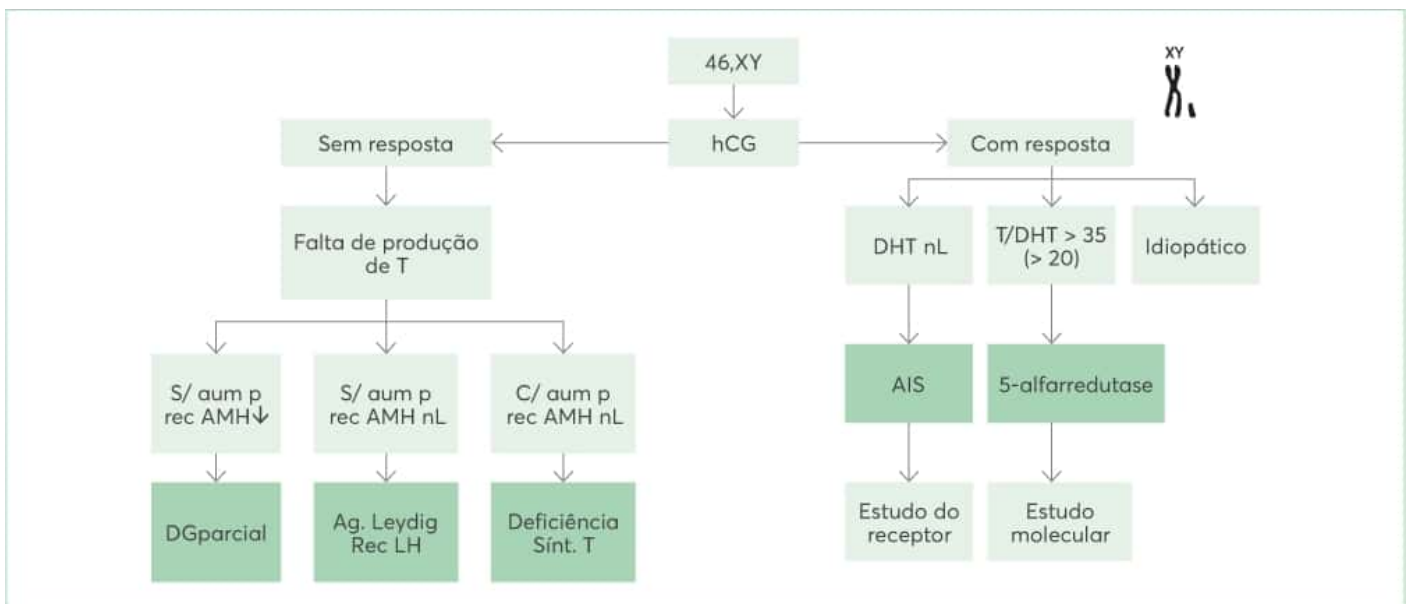 46,XY
XY
Sem resposta
hCG
Com resposta
Falta de produção
de T
DHT nL
T/DHT > 35
(> 20)
Idiopático
S/ aum p
rec AMH↓
S/ aum p
rec AMH nL
C/ aum p
rec AMH nL
AIS
5-alfarredutase
DGparcial
Ag. Leydig
Rec LH
Deficiência
Sínt. T
Estudo do
receptor
Estudo
molecular